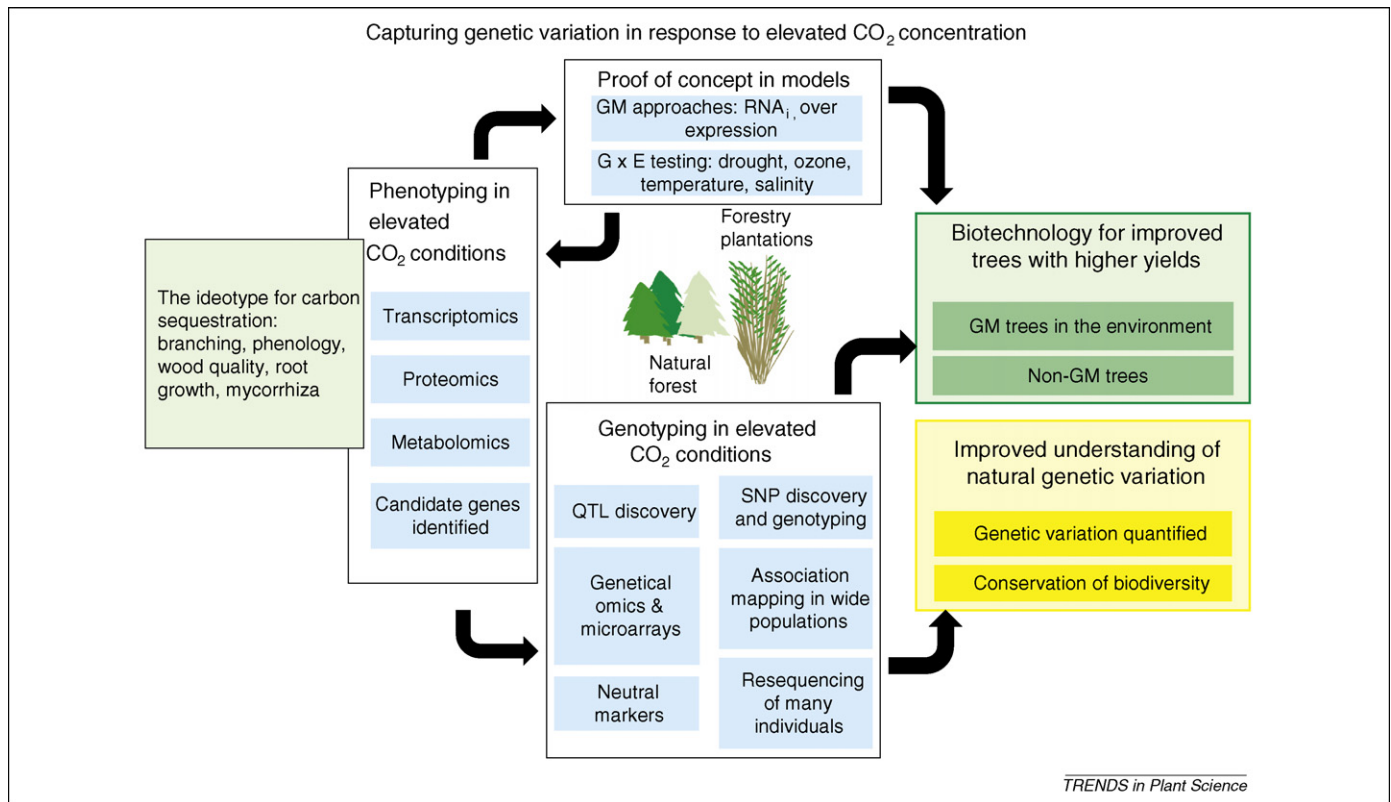 Capturing genetic variation in response to elevated CO₂ concentration
Proof of concept in models
GM approaches: RNAᵢ, over
expression
G x E testing: drought, ozone,
temperature, salinity
Phenotyping in
elevated
CO₂ conditions
Transcriptomics
Proteomics
Metabolomics
Candidate genes
identified
The ideotype for carbon
sequestration:
branching, phenology,
wood quality, root
growth, mycorrhiza
Forestry
plantations
Natural
forest
Genotyping in elevated
CO₂ conditions
QTL discovery
Genetical
omics &
microarrays
Neutral
markers
SNP discovery
and genotyping
Association
mapping in wide
populations
Resequencing
of many
individuals
Biotechnology for improved
trees with higher yields
GM trees in the environment
Non-GM trees
Improved understanding of
natural genetic variation
Genetic variation quantified
Conservation of biodiversity
TRENDS in Plant Science